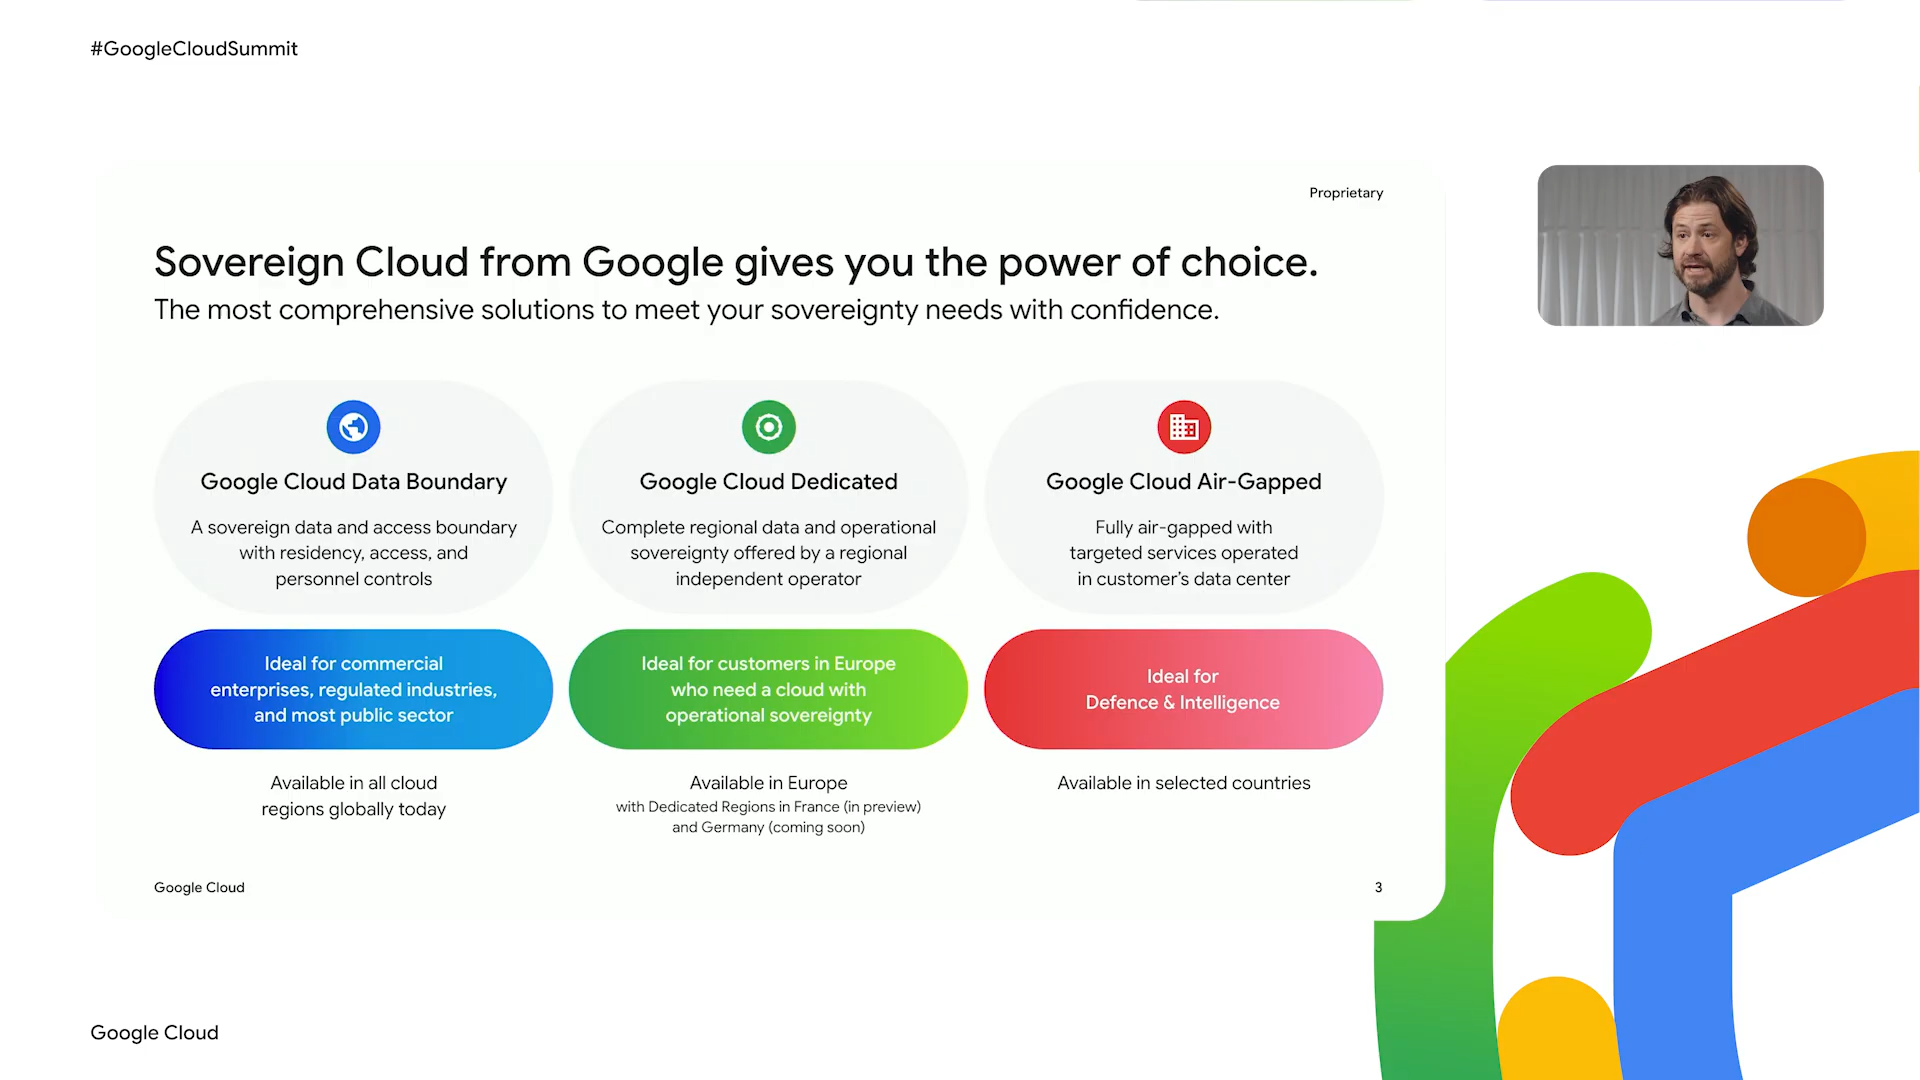 #GoogleCloudSummit
Proprietary
Sovereign Cloud from Google gives you the power of choice.
The most comprehensive solutions to meet your sovereignty needs with confidence.
Google Cloud Data Boundary
A sovereign data and access boundary
with residency, access, and
personnel controls
Ideal for commercial
enterprises, regulated industries,
and most public sector
Available in all cloud
regions globally today
Google Cloud Dedicated
Complete regional data and operational
sovereignty offered by a regional
independent operator
Ideal for customers in Europe
who need a cloud with
operational sovereignty
Available in Europe
with Dedicated Regions in France (in preview)
and Germany (coming soon)
Google Cloud Air-Gapped
Fully air-gapped with
targeted services operated
in customer’s data center
Ideal for
Defence & Intelligence
Available in selected countries
Google Cloud
3
Google Cloud